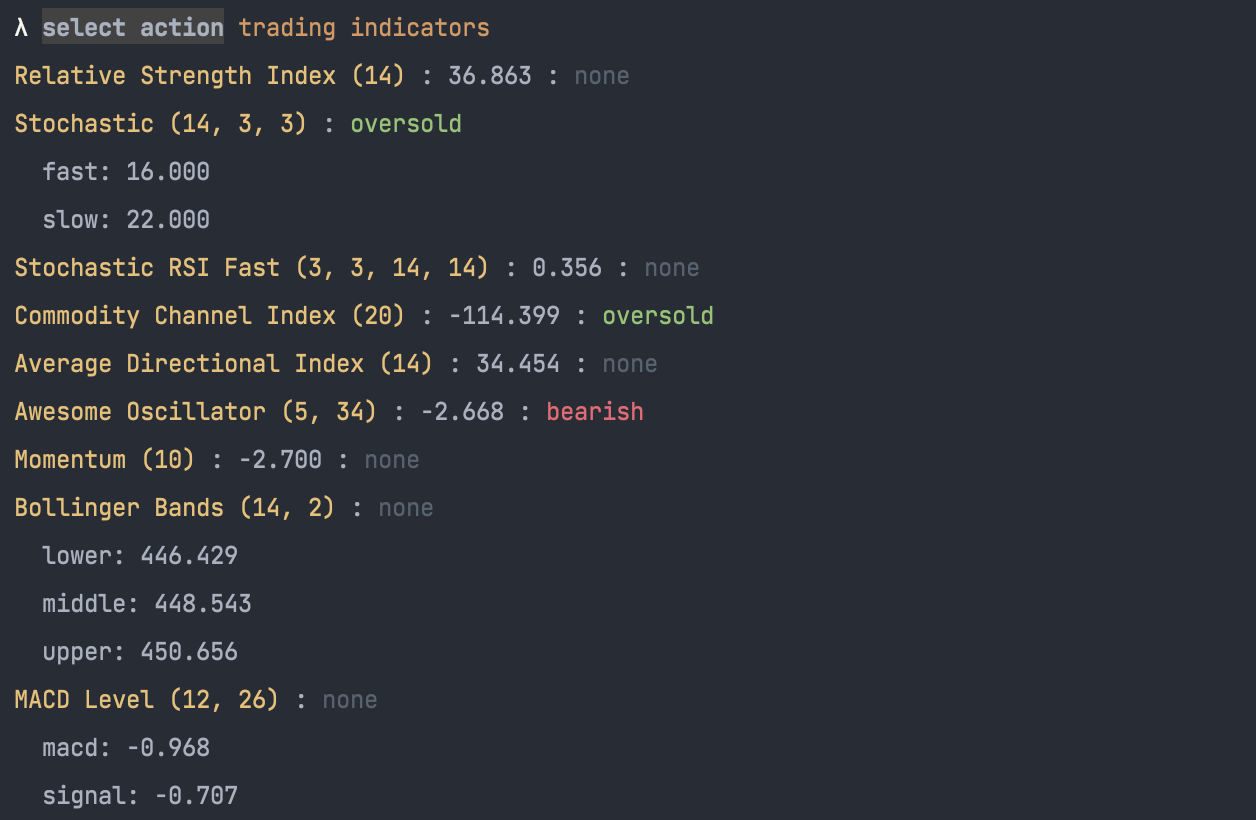 λ select action trading indicators
Relative Strength Index (14) : 36.863 : none
Stochastic (14, 3, 3) : oversold
fast: 16.000
slow: 22.000
Stochastic RSI Fast (3, 3, 14, 14) : 0.356 : none
Commodity Channel Index (20) : -114.399 : oversold
Average Directional Index (14) : 34.454 : none
Awesome Oscillator (5, 34) : -2.668 : bearish
Momentum (10) : -2.700 : none
Bollinger Bands (14, 2) : none
lower: 446.429
middle: 448.543
upper: 450.656
MACD Level (12, 26) : none
macd: -0.968
signal: -0.707